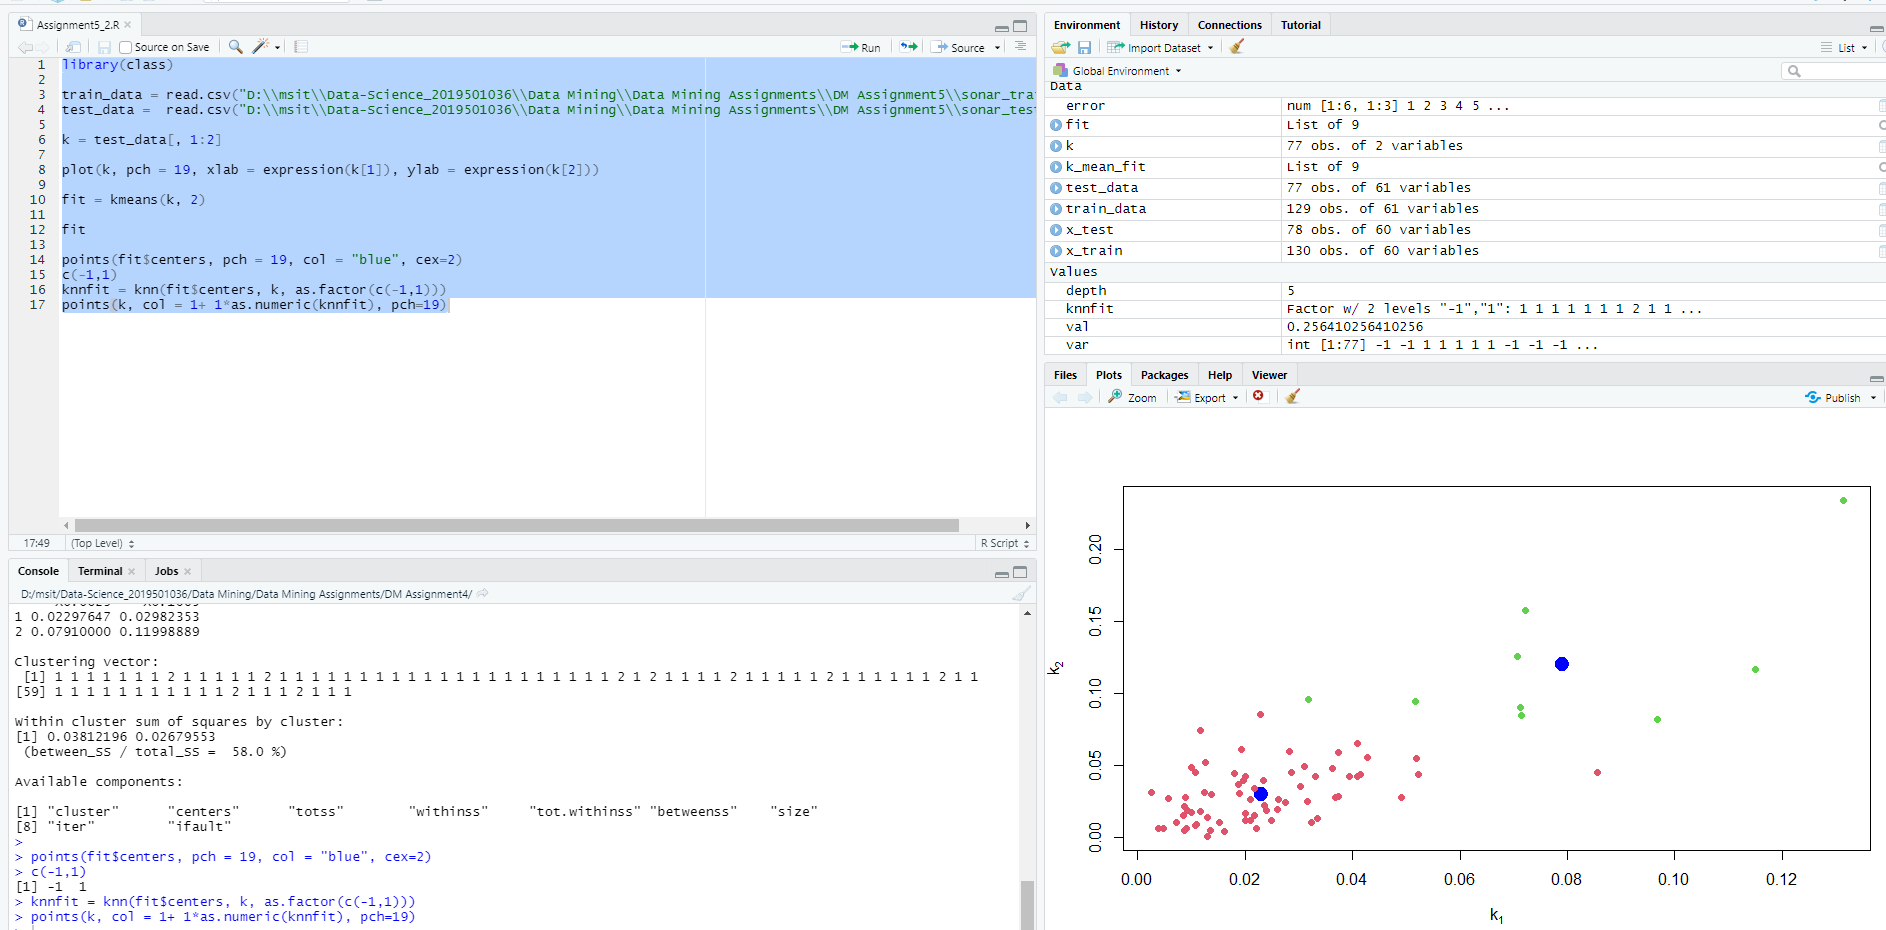 Assignment5_2.R
Source on Save
Run
Source
1 library(class)
2
3 train_data = read.csv("D:\\msit\\Data-Science_2019501036\\Data Mining\\Data Mining Assignments\\DM Assignment5\\sonar_tra
4 test_data =  read.csv("D:\\msit\\Data-Science_2019501036\\Data Mining\\Data Mining Assignments\\DM Assignment5\\sonar_tes
5
6 k = test_data[, 1:2]
7
8 plot(k, pch = 19, xlab = expression(k[1]), ylab = expression(k[2]))
9
10 fit = kmeans(k, 2)
11
12 fit
13
14 points(fit$centers, pch = 19, col = "blue", cex=2)
15 c(-1,1)
16 knnfit = knn(fit$centers, k, as.factor(c(-1,1)))
17 points(k, col = 1+ 1*as.numeric(knnfit), pch=19)
17:49 (Top Level) R Script
Console Terminal Jobs
D:/msit/Data-Science_2019501036/Data Mining/Data Mining Assignments/DM Assignment4/
1 0.02297647 0.02982353
2 0.07910000 0.11998889
Clustering vector:
[1] 1 1 1 1 1 1 1 2 1 1 1 1 1 2 1 1 1 1 1 1 1 1 1 1 1 1 1 1 1 1 1 1 1 1 1 2 1 2 1 1 1 2 1 1 1 1 1 2 1 1 1 1 1 1 2 1 1
[59] 1 1 1 1 1 1 1 1 1 1 1 2 1 1 1 2 1 1 1
Within cluster sum of squares by cluster:
[1] 0.03812196 0.02679553
(between_SS / total_SS =  58.0 %)
Available components:
[1] "cluster" "centers" "totss" "withinss" "tot.withinss" "betweenss" "size"
[8] "iter" "ifault"
>
> points(fit$centers, pch = 19, col = "blue", cex=2)
> c(-1,1)
[1] -1  1
> knnfit = knn(fit$centers, k, as.factor(c(-1,1)))
> points(k, col = 1+ 1*as.numeric(knnfit), pch=19)
Environment History Connections Tutorial
Import Dataset List
Global Environment
Data
error num [1:6, 1:3] 1 2 3 4 5 ...
fit List of 9
k 77 obs. of 2 variables
k_mean_fit List of 9
test_data 77 obs. of 61 variables
train_data 129 obs. of 61 variables
x_test 78 obs. of 60 variables
x_train 130 obs. of 60 variables
Values
depth 5
knnfit Factor w/ 2 levels "-1","1": 1 1 1 1 1 1 1 2 1 1 ...
val 0.256410256410256
var int [1:77] -1 -1 1 1 1 1 1 -1 -1 -1 ...
Files Plots Packages Help Viewer
Zoom Export Publish
0.20
0.15
0.10
0.05
0.00
k2
0.00 0.02 0.04 0.06 0.08 0.10 0.12
k1